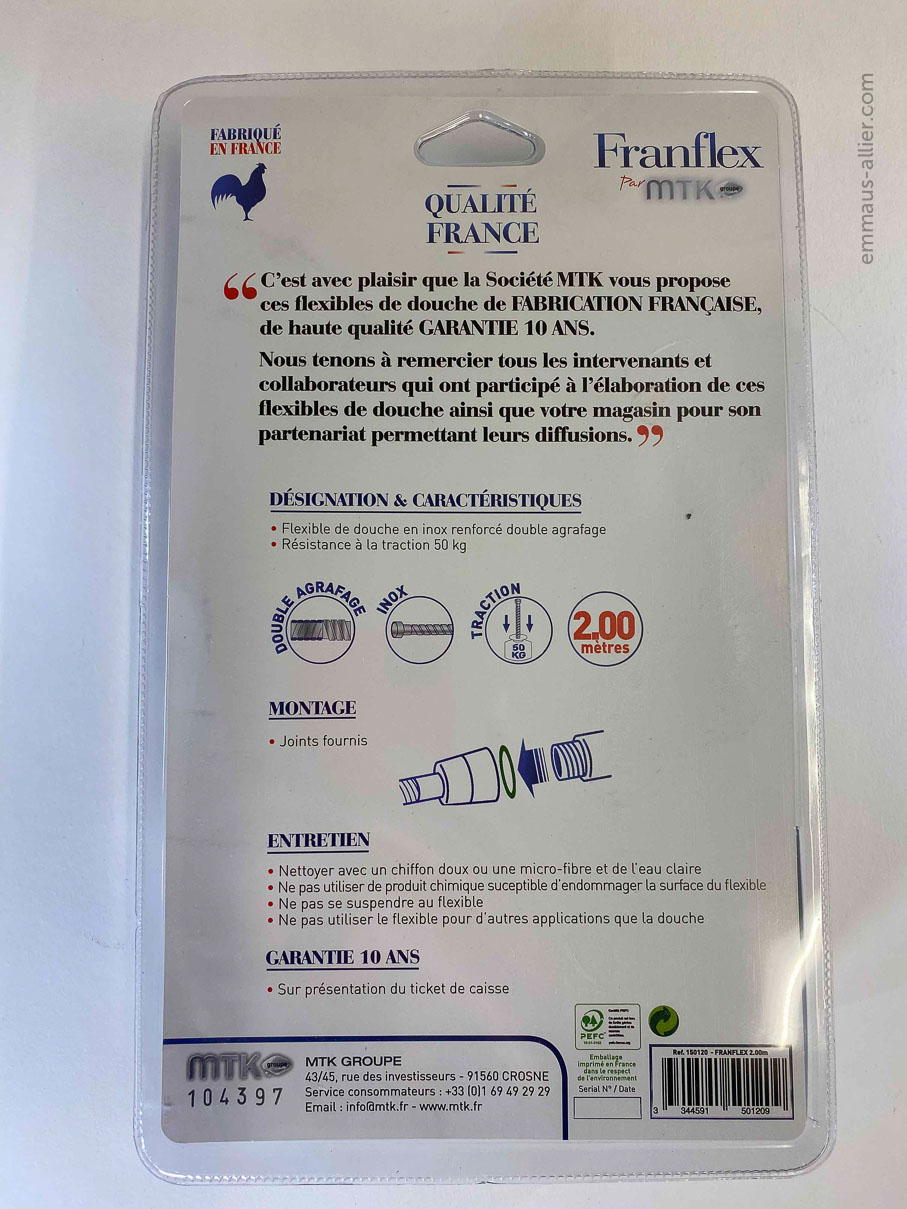 emmaus-allier.com
FABRIQUÉ
EN FRANCE
Franflex
Par MTK groupe
QUALITÉ
FRANCE
“ C'est avec plaisir que la Société MTK vous propose
ces flexibles de douche de FABRICATION FRANÇAISE,
de haute qualité GARANTIE 10 ANS.
Nous tenons à remercier tous les intervenants et
collaborateurs qui ont participé à l'élaboration de ces
flexibles de douche ainsi que votre magasin pour son
partenariat permettant leurs diffusions. ”
DÉSIGNATION & CARACTÉRISTIQUES
• Flexible de douche en inox renforcé double agrafage
• Résistance à la traction 50 kg
DOUBLE AGRAFAGE
INOX
TRACTION
50
KG
2,00
mètres
MONTAGE
• Joints fournis
ENTRETIEN
• Nettoyer avec un chiffon doux ou une micro-fibre et de l'eau claire
• Ne pas utiliser de produit chimique suceptible d'endommager la surface du flexible
• Ne pas se suspendre au flexible
• Ne pas utiliser le flexible pour d'autres applications que la douche
GARANTIE 10 ANS
• Sur présentation du ticket de caisse
MTK groupe
104397
MTK GROUPE
43/45, rue des investisseurs - 91560 CROSNE
Service consommateurs : +33 (0)1 69 49 29 29
Email : info@mtk.fr - www.mtk.fr
PEFC
Emballage
imprimé en France
dans le respect
de l'environnement
Serial N° / Date
Ref. 150120 - FRANFLEX 2.00m
3 344591 501209